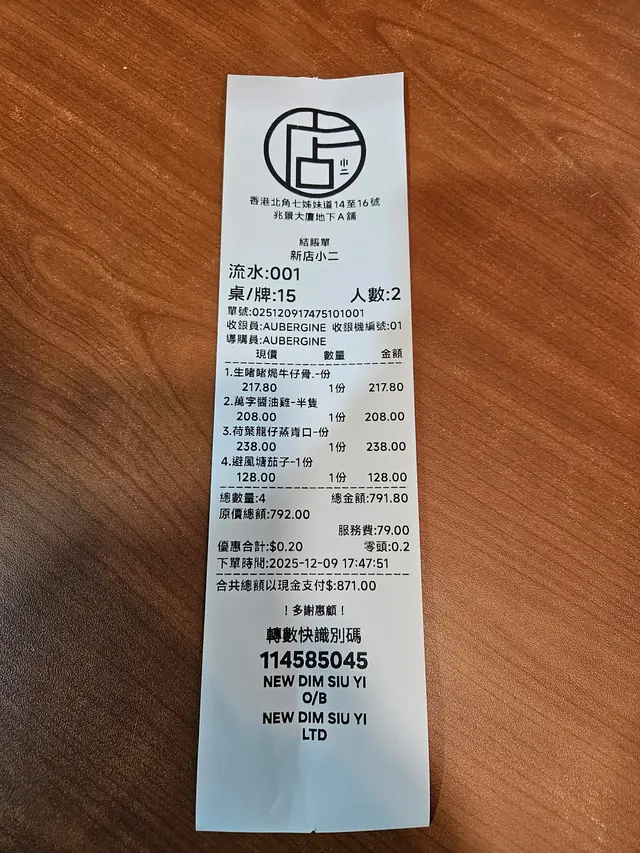 店
小二
香港北角七姊妹道14至16號
兆景大廈地下A舖
結賬單
新店小二
流水:001
桌/牌:15 人數:2
單號:025120917475101001
收銀員:AUBERGINE 收銀機編號:01
導購員:AUBERGINE
現價 數量 金額
1.生啫啫焗牛仔骨.-份
217.80 1份 217.80
2.萬字醬油雞-半隻
208.00 1份 208.00
3.荷葉龍仔蒸青口-份
238.00 1份 238.00
4.避風塘茄子-1份
128.00 1份 128.00
總數量:4 總金額:791.80
原價總額:792.00
服務費:79.00
優惠合計:$0.20 零頭:0.2
下單時間:2025-12-09 17:47:51
合共總額以現金支付$:871.00
！多謝惠顧！
轉數快識別碼
114585045
NEW DIM SIU YI
O/B
NEW DIM SIU YI
LTD